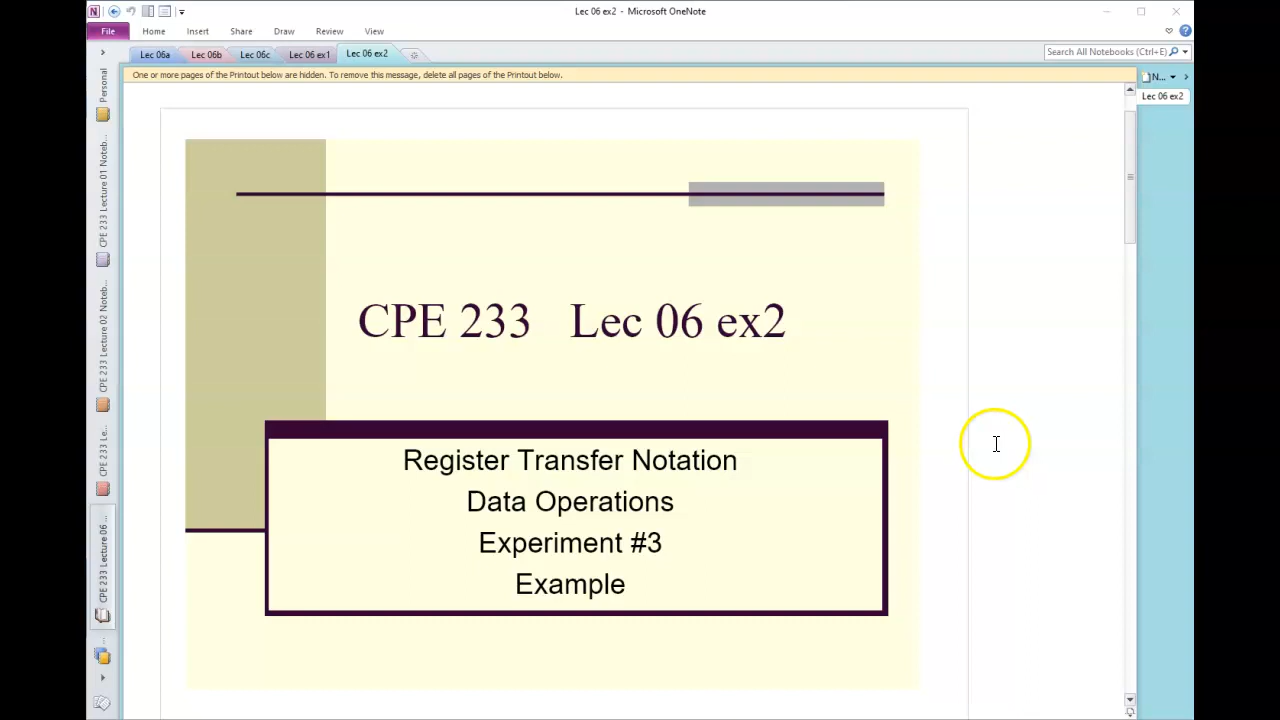 Lec 06 ex2 - Microsoft OneNote
File Home Insert Share Draw Review View
Lec 06a Lec 06b Lec 06c Lec 06 ex1 Lec 06 ex2
Search All Notebooks (Ctrl+E)
One or more pages of the Printout below are hidden. To remove this message, delete all pages of the Printout below.
N...
Lec 06 ex2
Personal
CPE 233 Lecture 01 Noteb...
CPE 233 Lecture 02 Noteb...
CPE 233 Le...
CPE 233 Lecture 06 ...
CPE 233 Lec 06 ex2
Register Transfer Notation
Data Operations
Experiment #3
Example